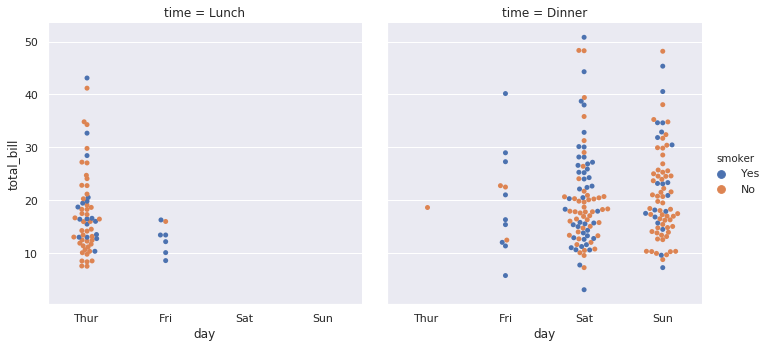 time = Lunch
time = Dinner
50
40
30
20
10
total_bill
Thur Fri Sat Sun
day
Thur Fri Sat Sun
day
smoker
Yes
No